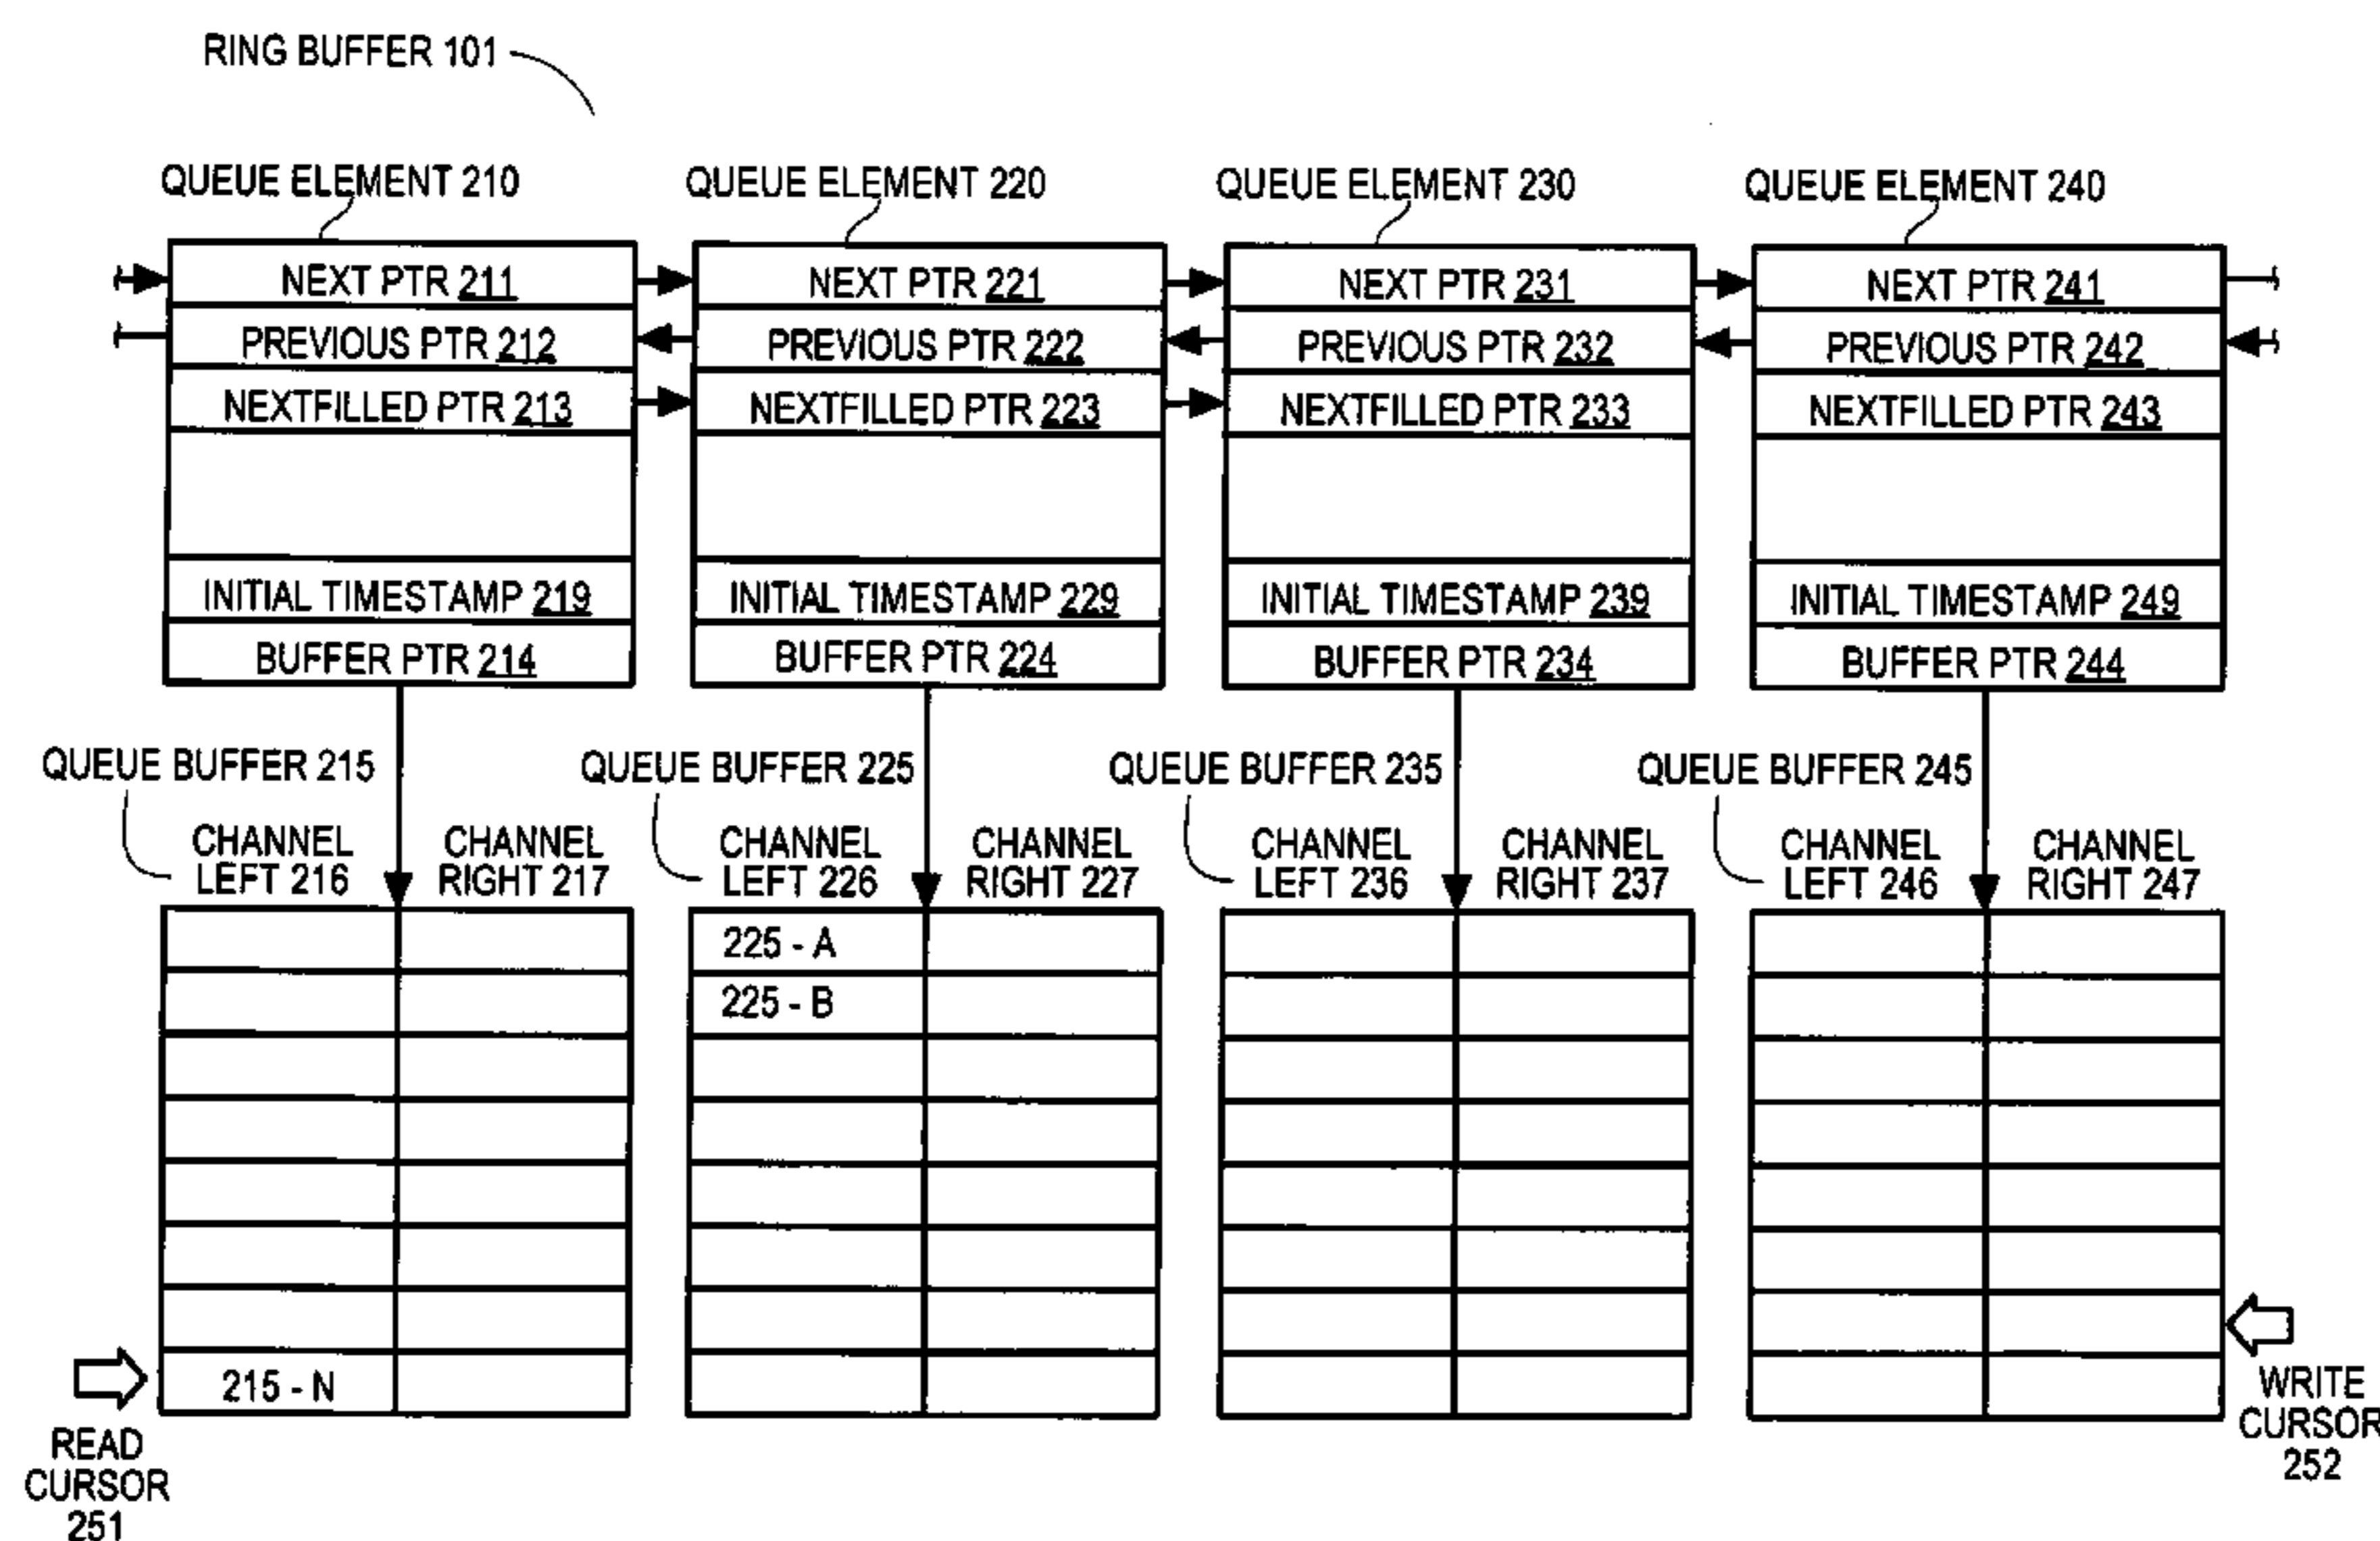 RING BUFFER 101
QUEUE ELEMENT 210
QUEUE ELEMENT 220
QUEUE ELEMENT 230
QUEUE ELEMENT 240
NEXT PTR 211
NEXT PTR 221
NEXT PTR 231
NEXT PTR 241
PREVIOUS PTR 212
PREVIOUS PTR 222
PREVIOUS PTR 232
PREVIOUS PTR 242
NEXTFILLED PTR 213
NEXTFILLED PTR 223
NEXTFILLED PTR 233
NEXTFILLED PTR 243
INITIAL TIMESTAMP 219
INITIAL TIMESTAMP 229
INITIAL TIMESTAMP 239
INITIAL TIMESTAMP 249
BUFFER PTR 214
BUFFER PTR 224
BUFFER PTR 234
BUFFER PTR 244
QUEUE BUFFER 215
QUEUE BUFFER 225
QUEUE BUFFER 235
QUEUE BUFFER 245
CHANNEL
LEFT 216
CHANNEL
RIGHT 217
CHANNEL
LEFT 226
CHANNEL
RIGHT 227
CHANNEL
LEFT 236
CHANNEL
RIGHT 237
CHANNEL
LEFT 246
CHANNEL
RIGHT 247
225 - A
225 - B
215 - N
READ
CURSOR
251
WRITE
CURSOR
252